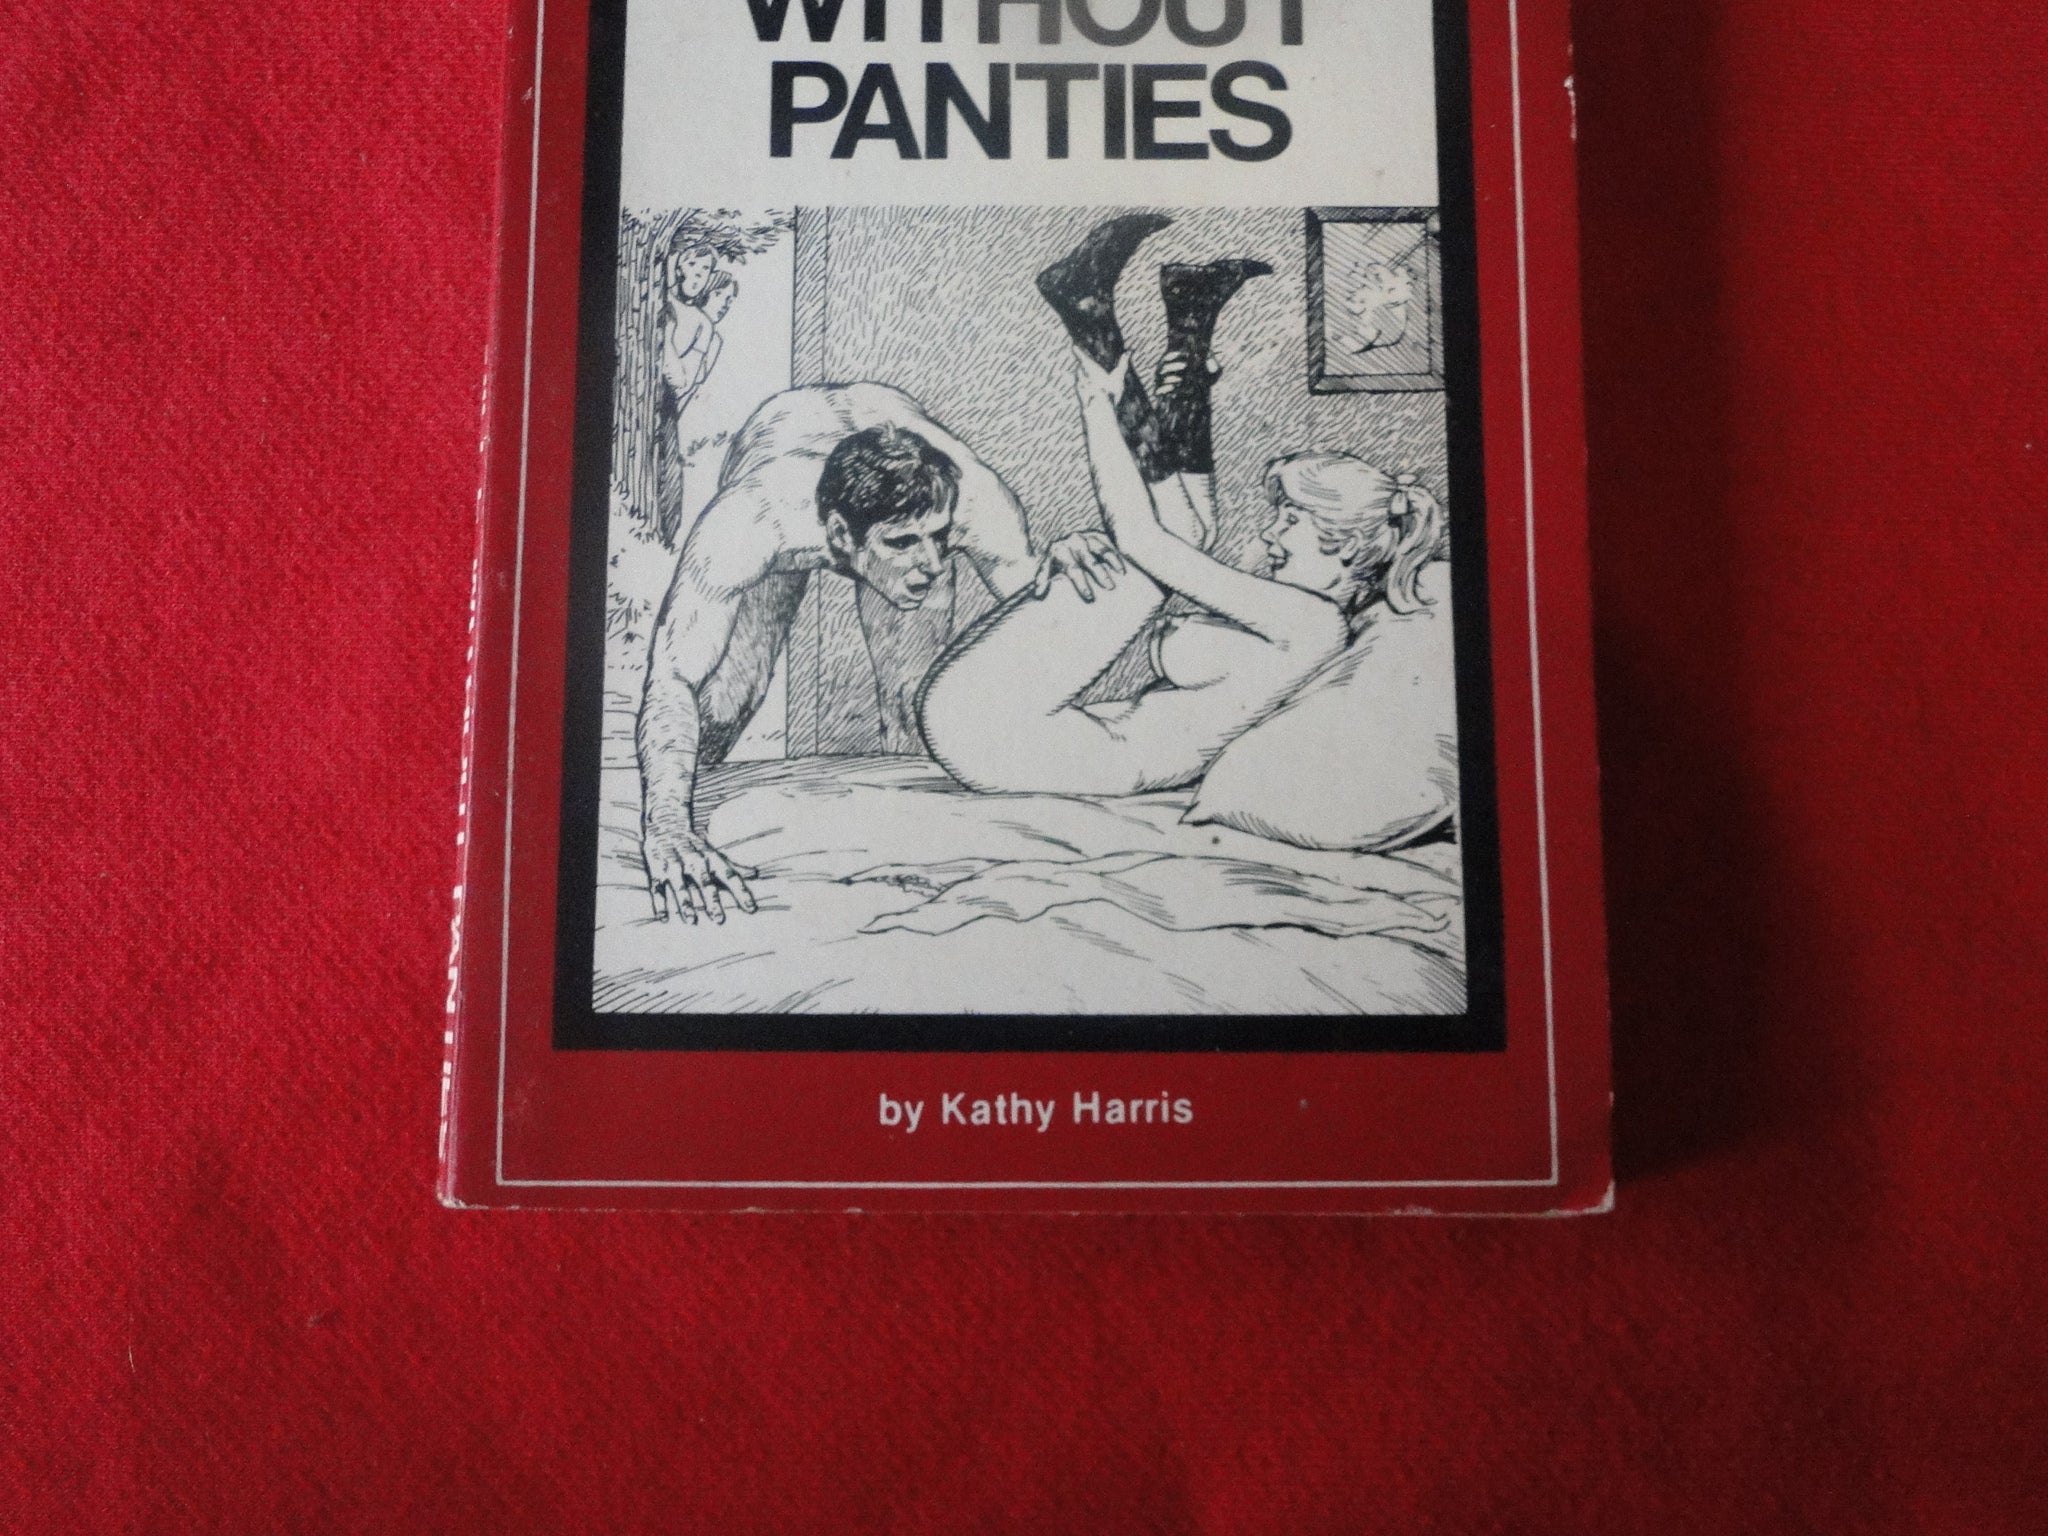 WITHOUT
PANTIES
by Kathy Harris